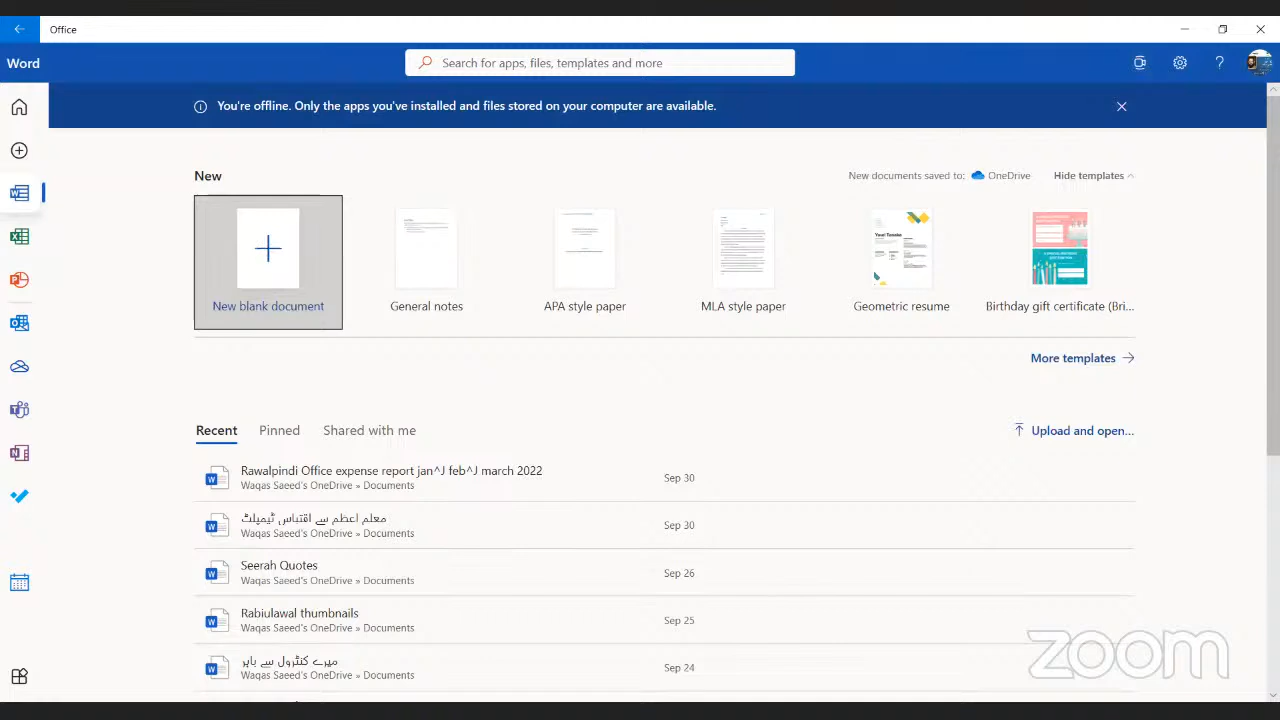 Office
Word
Search for apps, files, templates and more
?
You're offline. Only the apps you've installed and files stored on your computer are available.
New
New documents saved to: OneDrive Hide templates
New blank document
General notes
APA style paper
MLA style paper
Geometric resume
Birthday gift certificate (Bri...
More templates
Recent Pinned Shared with me
Upload and open...
Rawalpindi Office expense report jan^J feb^J march 2022
Waqas Saeed's OneDrive » Documents
Sep 30
معلم اعظم سے اقتباس ٹیمپلٹ
Waqas Saeed's OneDrive » Documents
Sep 30
Seerah Quotes
Waqas Saeed's OneDrive » Documents
Sep 26
Rabiulawal thumbnails
Waqas Saeed's OneDrive » Documents
Sep 25
میرے کنٹرول سے باہر
Waqas Saeed's OneDrive » Documents
Sep 24
zoom